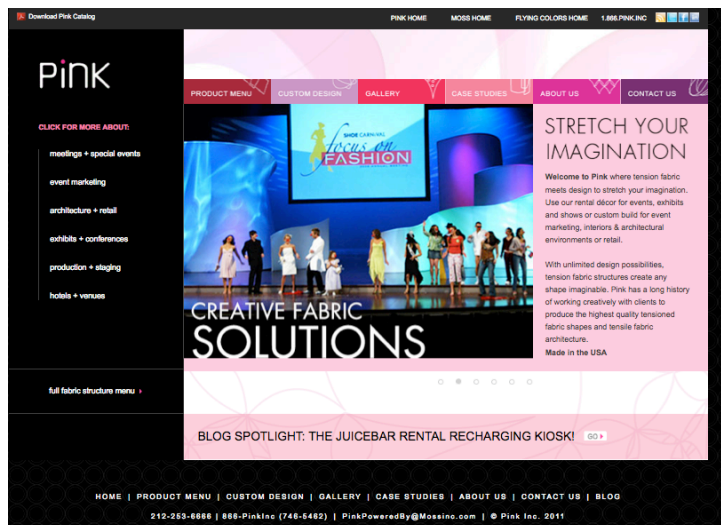 Download Pink Catalog
PINK HOME MOSS HOME FLYING COLORS HOME 1.866.PINK.INC
PiNK
PRODUCT MENU CUSTOM DESIGN GALLERY CASE STUDIES ABOUT US CONTACT US
CLICK FOR MORE ABOUT:
meetings + special events
event marketing
architecture + retail
exhibits + conferences
production + staging
hotels + venues
full fabric structure menu
SHOE CARNIVAL
focus on
FASHION
CREATIVE FABRIC
SOLUTIONS
STRETCH YOUR
IMAGINATION
Welcome to Pink where tension fabric
meets design to stretch your imagination.
Use our rental décor for events, exhibits
and shows or custom build for event
marketing, interiors & architectural
environments or retail.
With unlimited design possibilities,
tension fabric structures create any
shape imaginable. Pink has a long history
of working creatively with clients to
produce the highest quality tensioned
fabric shapes and tensile fabric
architecture.
Made in the USA
BLOG SPOTLIGHT: THE JUICEBAR RENTAL RECHARGING KIOSK! GO
HOME | PRODUCT MENU | CUSTOM DESIGN | GALLERY | CASE STUDIES | ABOUT US | CONTACT US | BLOG
212-253-6666 | 866-PinkInc (746-5462) | PinkPoweredBy@Mossinc.com | © Pink Inc. 2011